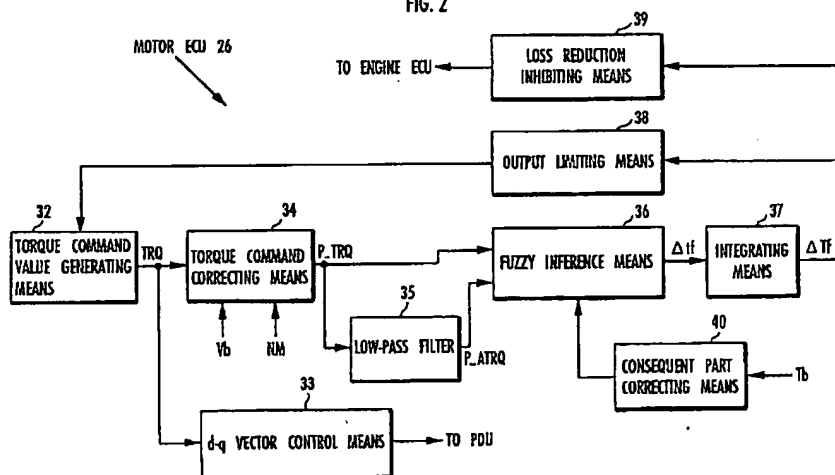 FIG. 2
MOTOR ECU 26
39
LOSS REDUCTION
INHIBITING MEANS
TO ENGINE ECU
38
OUTPUT LIMITING MEANS
32
TORQUE COMMAND
VALUE GENERATING
MEANS
TRQ
34
TORQUE COMMAND
CORRECTING MEANS
P_TRQ
36
FUZZY INFERENCE MEANS
Δtf
37
INTEGRATING
MEANS
ΔTf
Vb
NM
35
LOW-PASS FILTER
P_ATRQ
40
CONSEQUENT PART
CORRECTING MEANS
Tb
33
d-q VECTOR CONTROL MEANS
TO PDU